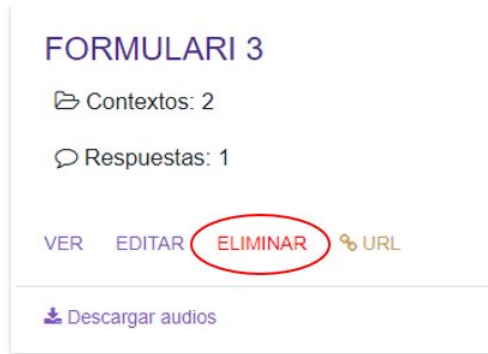 FORMULARI 3
Contextos: 2
Respuestas: 1
VER EDITAR ELIMINAR URL
Descargar audios